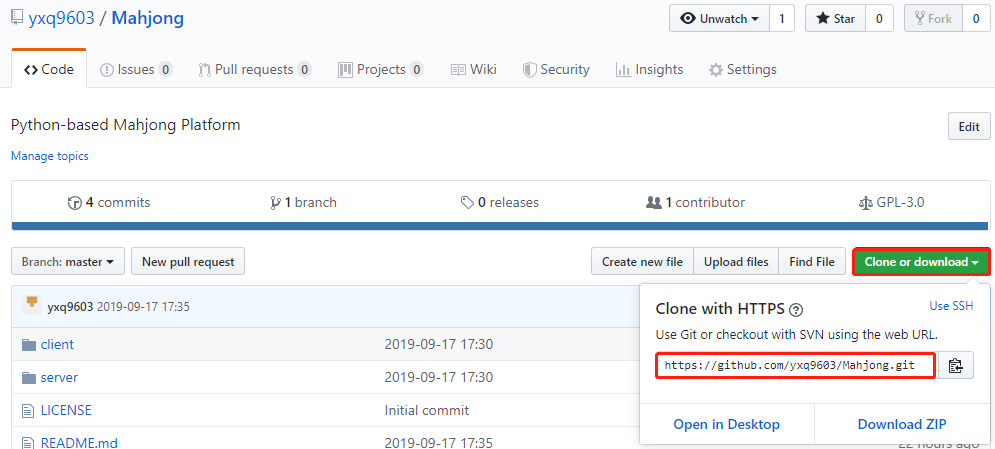 yxq9603 / Mahjong
Unwatch 1 Star 0 Fork 0
Code Issues 0 Pull requests 0 Projects 0 Wiki Security Insights Settings
Python-based Mahjong Platform
Edit
Manage topics
4 commits 1 branch 0 releases 1 contributor GPL-3.0
Branch: master New pull request Create new file Upload files Find File Clone or download
yxq9603 2019-09-17 17:35
client 2019-09-17 17:30
server 2019-09-17 17:30
LICENSE Initial commit
README.md 2019-09-17 17:35
Clone with HTTPS ? Use SSH
Use Git or checkout with SVN using the web URL.
https://github.com/yxq9603/Mahjong.git
Open in Desktop Download ZIP
22 hours ago